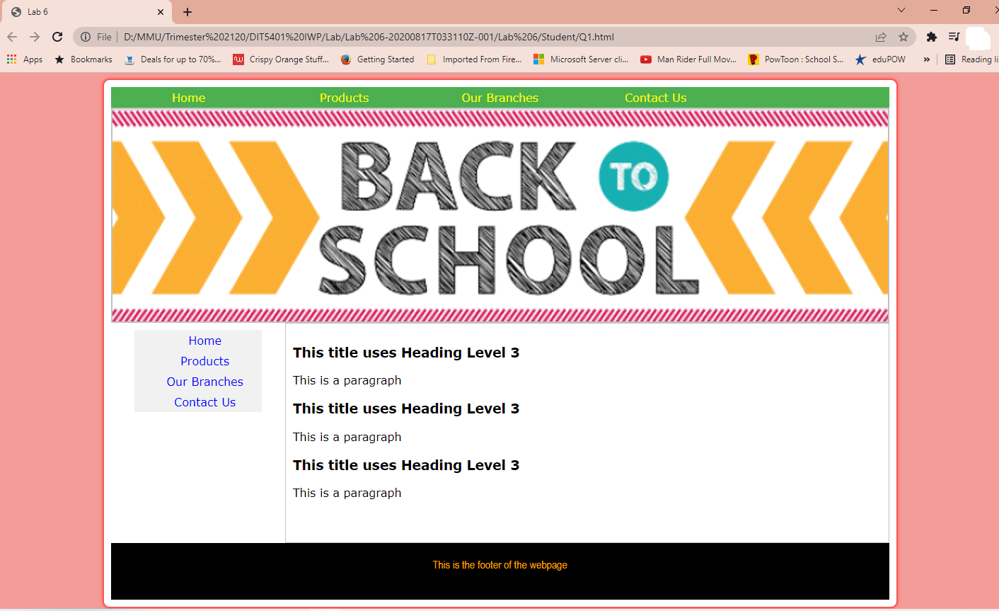 Lab 6
File D:/MMU/Trimester%202120/DIT5401%20IWP/Lab/Lab%206-20200817T033110Z-001/Lab%206/Student/Q1.html
Apps Bookmarks Deals for up to 70%... Crispy Orange Stuff... Getting Started Imported From Fire... Microsoft Server cli... Man Rider Full Mov... PowToon : School S... eduPOW » Reading li
Home Products Our Branches Contact Us
BACK TO
SCHOOL
Home
Products
Our Branches
Contact Us
This title uses Heading Level 3
This is a paragraph
This title uses Heading Level 3
This is a paragraph
This title uses Heading Level 3
This is a paragraph
This is the footer of the webpage